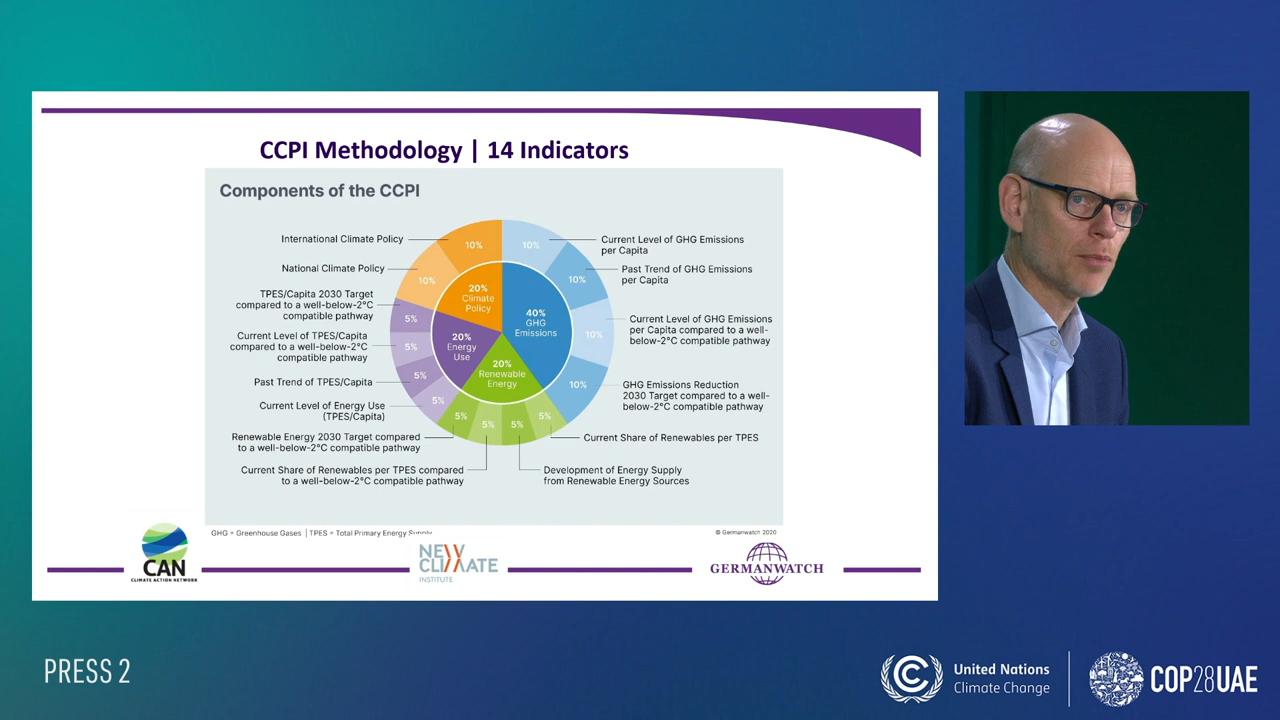 CCPI Methodology | 14 Indicators
Components of the CCPI
International Climate Policy
National Climate Policy
TPES/Capita 2030 Target
compared to a well-below-2°C
compatible pathway
Current Level of TPES/Capita
compared to a well-below-2°C
compatible pathway
Past Trend of TPES/Capita
Current Level of Energy Use
(TPES/Capita)
Renewable Energy 2030 Target compared
to a well-below-2°C compatible pathway
Current Share of Renewables per TPES compared
to a well-below-2°C compatible pathway
10%
10%
5%
5%
5%
5%
5%
5%
5%
5%
10%
10%
10%
10%
20%
Climate
Policy
40%
GHG
Emissions
20%
Energy
Use
20%
Renewable
Energy
Current Level of GHG Emissions
per Capita
Past Trend of GHG Emissions
per Capita
Current Level of GHG Emissions
per Capita compared to a well-
below-2°C compatible pathway
GHG Emissions Reduction
2030 Target compared to a well-
below-2°C compatible pathway
Current Share of Renewables per TPES
Development of Energy Supply
from Renewable Energy Sources
GHG = Greenhouse Gases | TPES = Total Primary Energy Supply
© Germanwatch 2020
CAN
CLIMATE ACTION NETWORK
NEW
CLIMATE
INSTITUTE
GERMANWATCH
PRESS 2
United Nations
Climate Change
COP28UAE